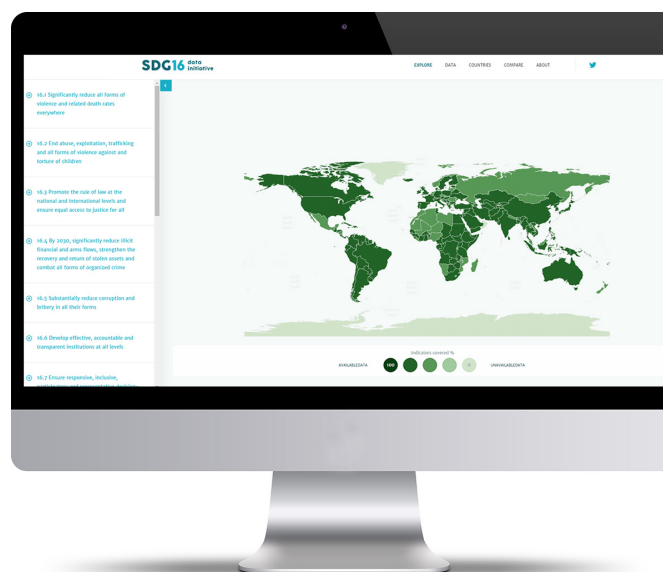 SDG16 data
initiative
EXPLORE DATA COUNTRIES COMPARE ABOUT
16.1 Significantly reduce all forms of
violence and related death rates
everywhere
16.2 End abuse, exploitation, trafficking
and all forms of violence against and
torture of children
16.3 Promote the rule of law at the
national and international levels and
ensure equal access to justice for all
16.4 By 2030, significantly reduce illicit
financial and arms flows, strengthen the
recovery and return of stolen assets and
combat all forms of organized crime
16.5 Substantially reduce corruption and
bribery in all their forms
16.6 Develop effective, accountable and
transparent institutions at all levels
16.7 Ensure responsive, inclusive,
Indicators covered %
AVAILABLEDATA 100 0 UNAVAILABLEDATA